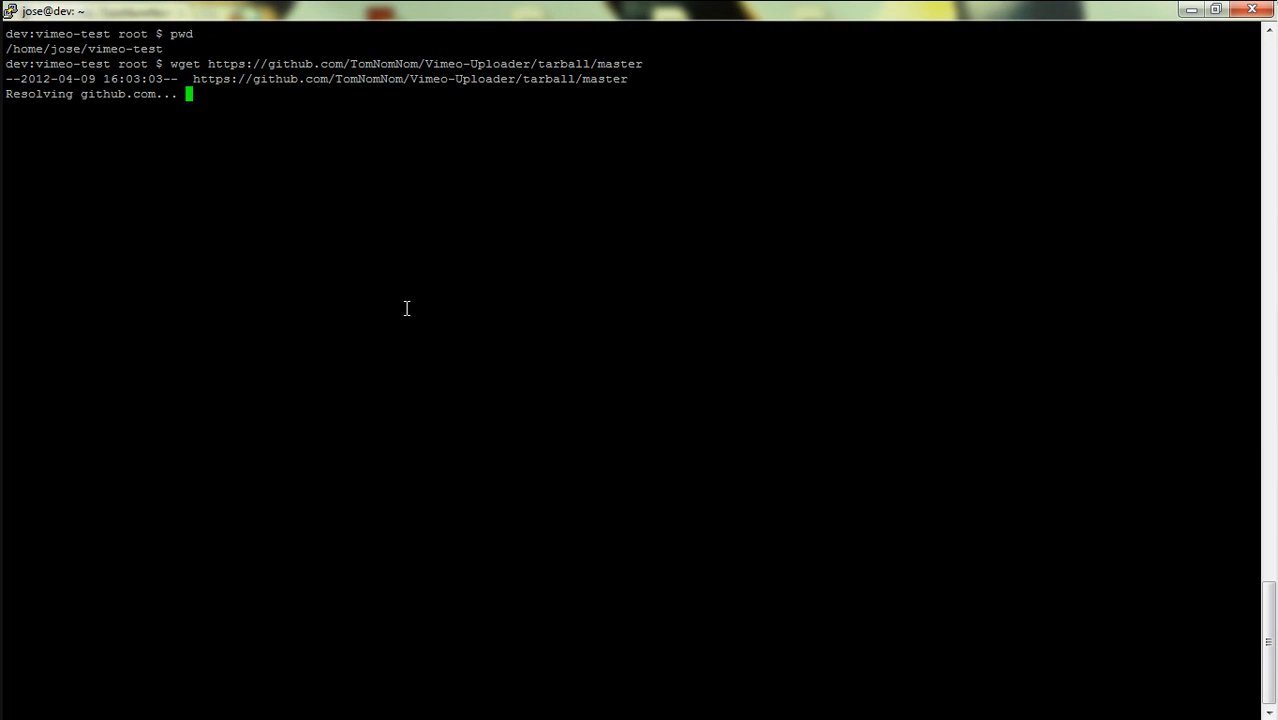 jose@dev: ~
dev:vimeo-test root $ pwd
/home/jose/vimeo-test
dev:vimeo-test root $ wget https://github.com/TomNomNom/Vimeo-Uploader/tarball/master
--2012-04-09 16:03:03--  https://github.com/TomNomNom/Vimeo-Uploader/tarball/master
Resolving github.com...